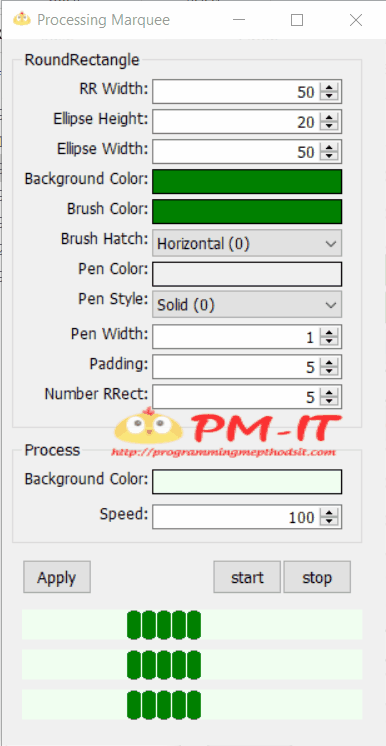 Processing Marquee
RoundRectangle
RR Width: 50
Ellipse Height: 20
Ellipse Width: 50
Background Color:
Brush Color:
Brush Hatch: Horizontal (0)
Pen Color:
Pen Style: Solid (0)
Pen Width: 1
Padding: 5
Number RRect: 5
PM-IT
http://programmingmepthodsit.com
Process
Background Color:
Speed: 100
Apply start stop